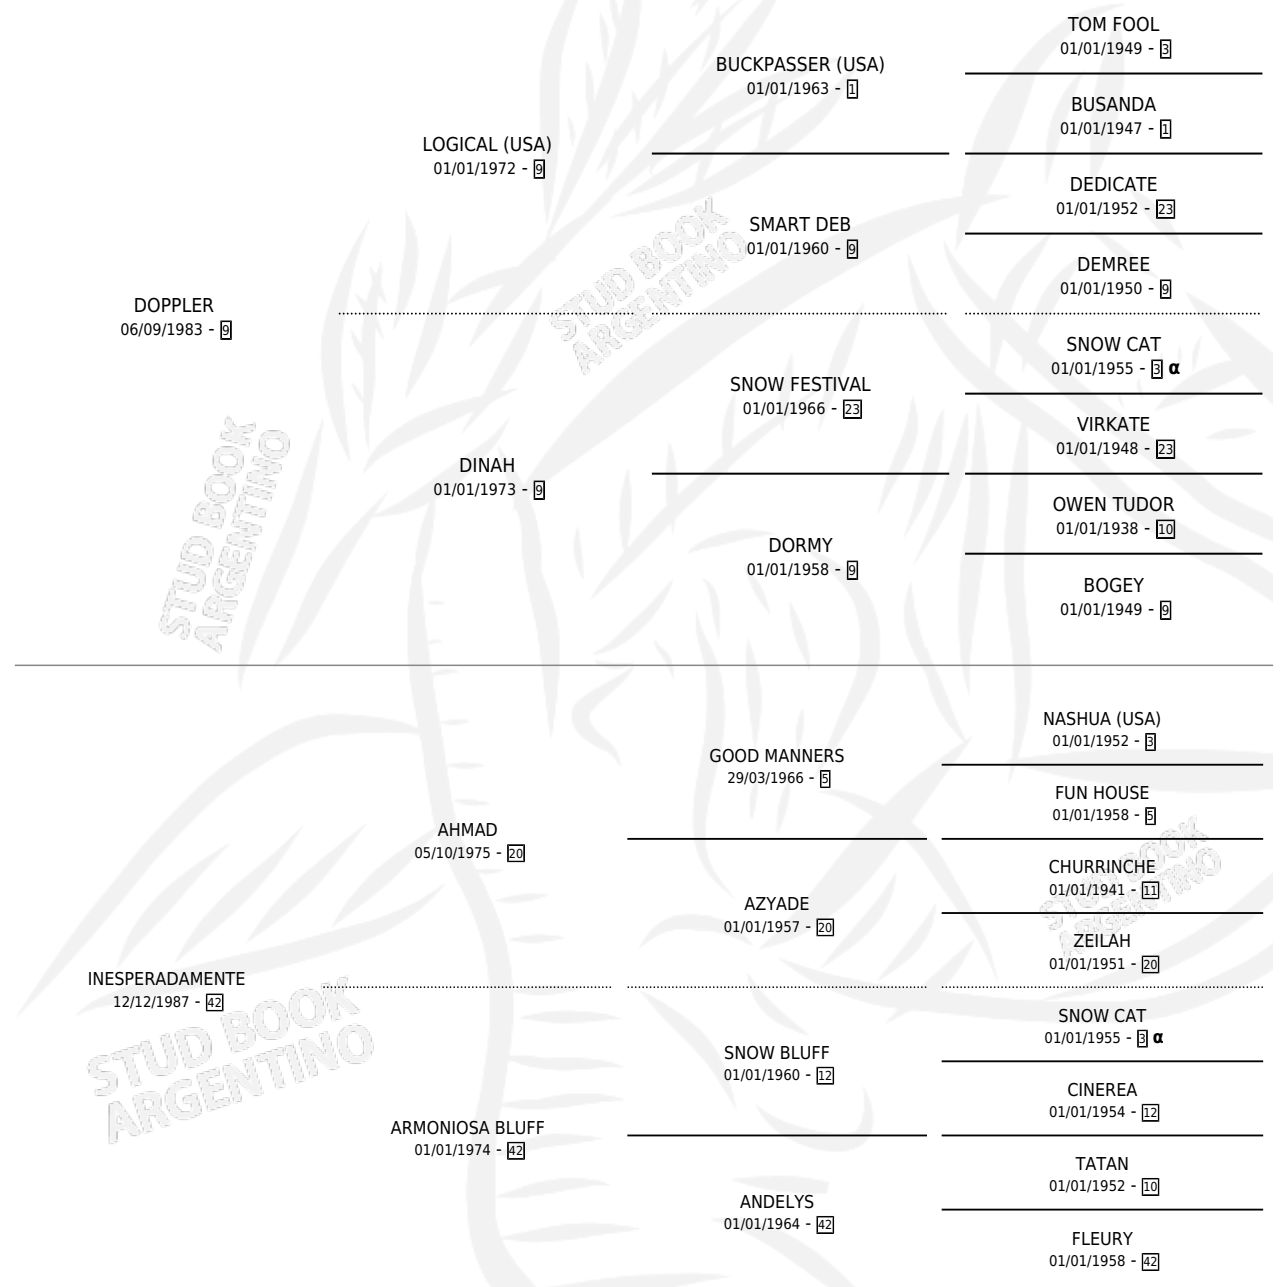 DOPPLER
06/09/1983 - 9
LOGICAL (USA)
01/01/1972 - 9
BUCKPASSER (USA)
01/01/1963 - 1
TOM FOOL
01/01/1949 - 3
BUSANDA
01/01/1947 - 1
SMART DEB
01/01/1960 - 9
DEDICATE
01/01/1952 - 23
DEMREE
01/01/1950 - 9
DINAH
01/01/1973 - 9
SNOW FESTIVAL
01/01/1966 - 23
SNOW CAT
01/01/1955 - 3 α
VIRKATE
01/01/1948 - 23
DORMY
01/01/1958 - 9
OWEN TUDOR
01/01/1938 - 10
BOGEY
01/01/1949 - 9
INESPERADAMENTE
12/12/1987 - 42
AHMAD
05/10/1975 - 20
GOOD MANNERS
29/03/1966 - 5
NASHUA (USA)
01/01/1952 - 3
FUN HOUSE
01/01/1958 - 5
AZYADE
01/01/1957 - 20
CHURRINCHE
01/01/1941 - 11
ZEILAH
01/01/1951 - 20
ARMONIOSA BLUFF
01/01/1974 - 42
SNOW BLUFF
01/01/1960 - 12
SNOW CAT
01/01/1955 - 3 α
CINEREA
01/01/1954 - 12
ANDELYS
01/01/1964 - 42
TATAN
01/01/1952 - 10
FLEURY
01/01/1958 - 42
STUD BOOK
ARGENTINO
STUD BOOK
ARGENTINO
STUD BOOK
ARGENTINO
STUD BOOK
ARGENTINO